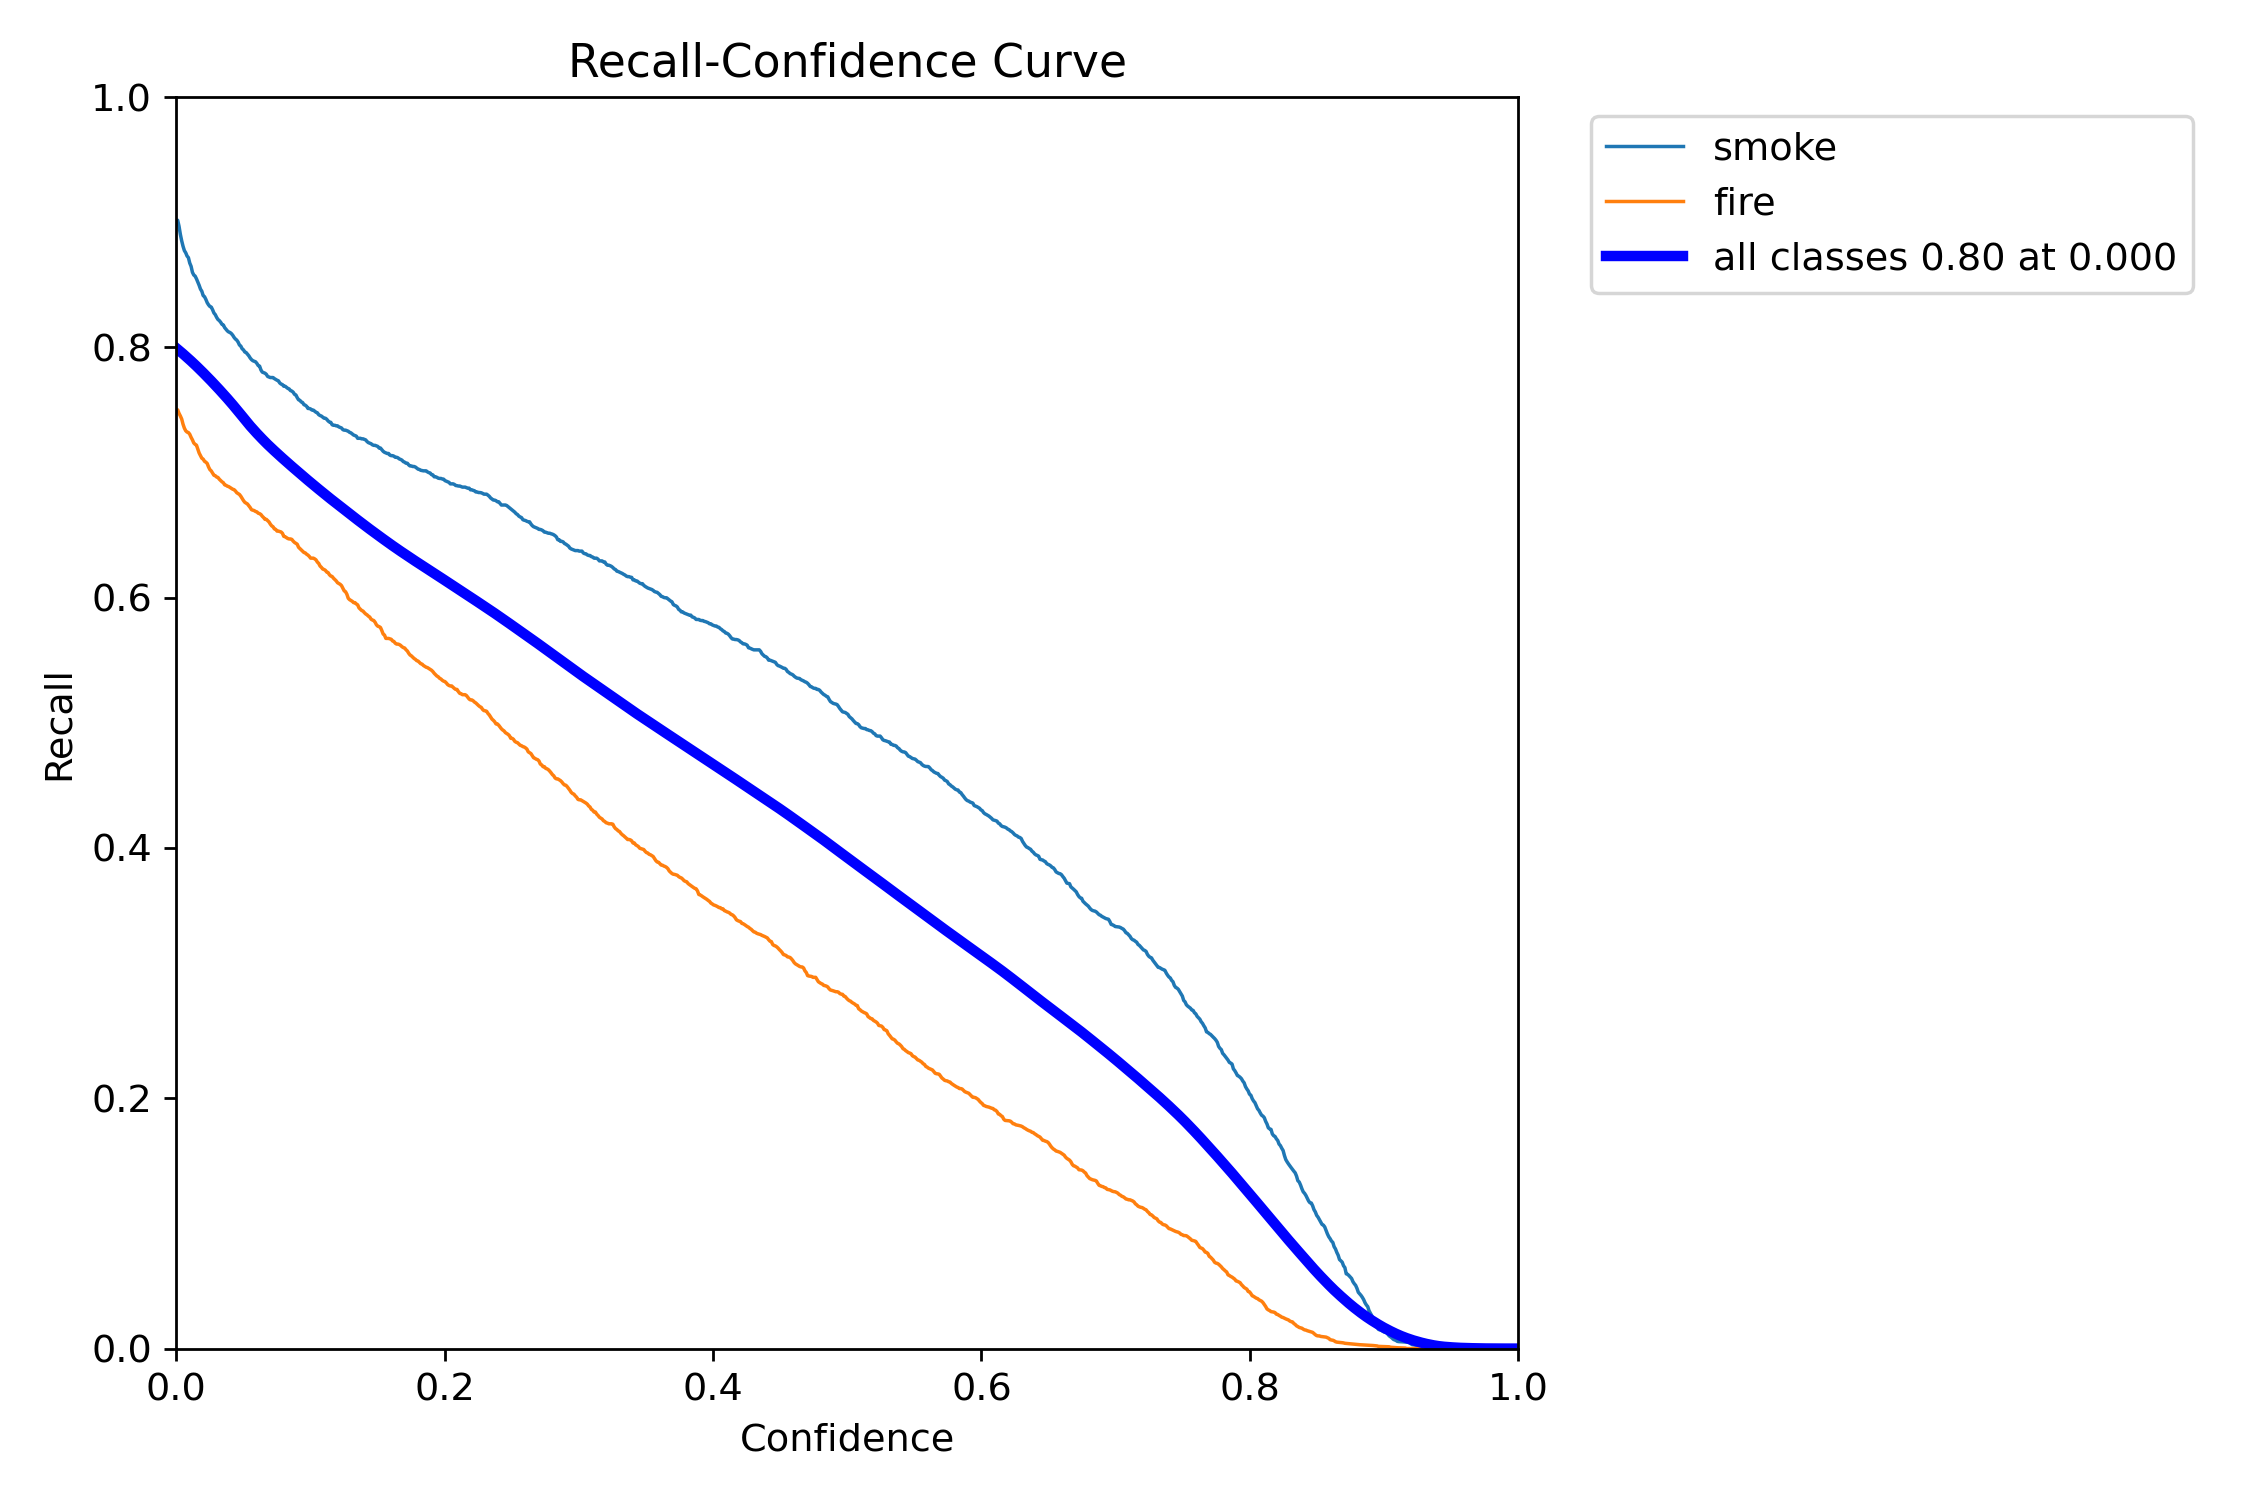 Recall-Confidence Curve
1.0
0.8
0.6
0.4
0.2
0.0
Recall
0.0 0.2 0.4 0.6 0.8 1.0
Confidence
smoke
fire
all classes 0.80 at 0.000